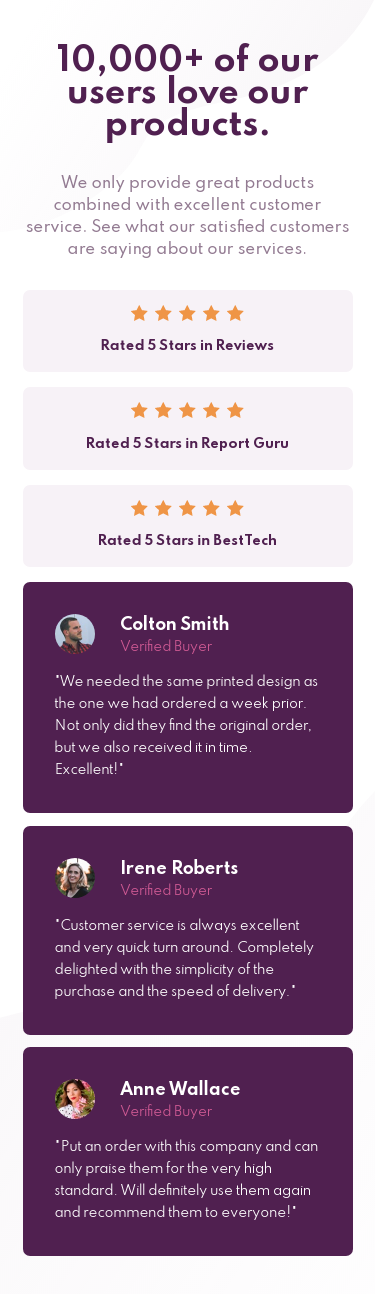 10,000+ of our
users love our
products.
We only provide great products
combined with excellent customer
service. See what our satisfied customers
are saying about our services.
Rated 5 Stars in Reviews
Rated 5 Stars in Report Guru
Rated 5 Stars in BestTech
Colton Smith
Verified Buyer
"We needed the same printed design as
the one we had ordered a week prior.
Not only did they find the original order,
but we also received it in time.
Excellent!"
Irene Roberts
Verified Buyer
"Customer service is always excellent
and very quick turn around. Completely
delighted with the simplicity of the
purchase and the speed of delivery."
Anne Wallace
Verified Buyer
"Put an order with this company and can
only praise them for the very high
standard. Will definitely use them again
and recommend them to everyone!"